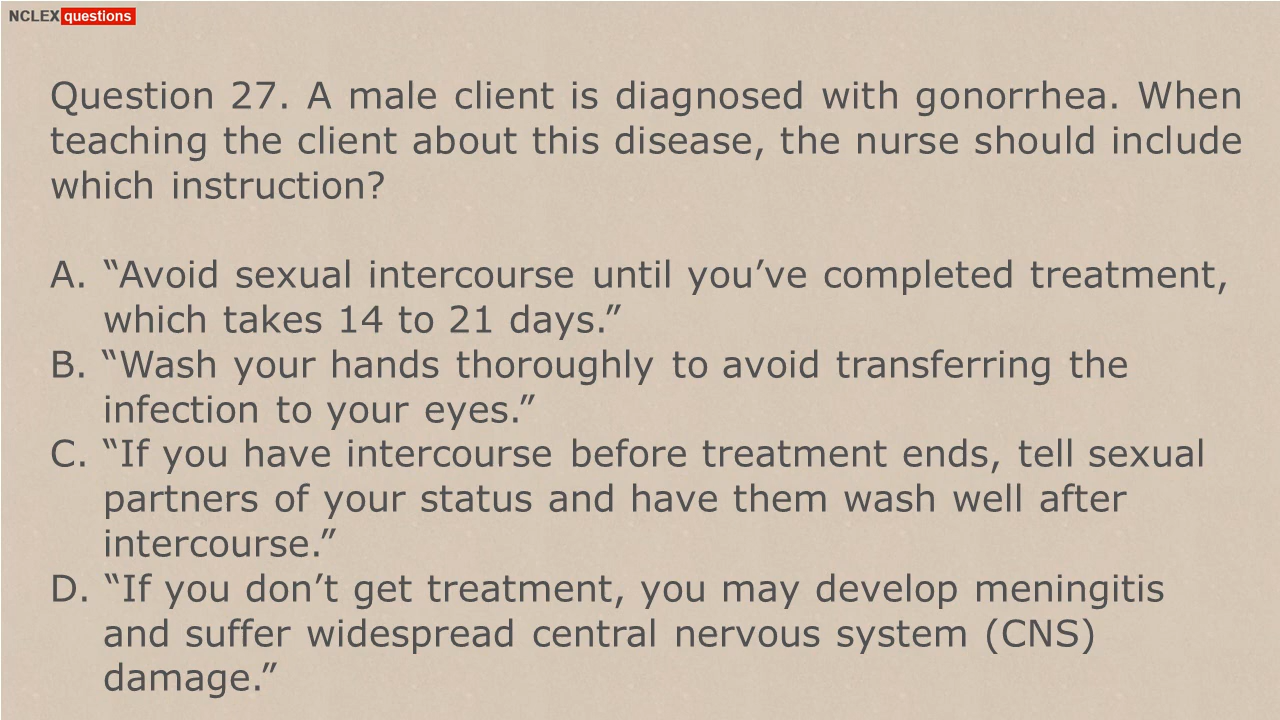 NCLEX questions
Question 27. A male client is diagnosed with gonorrhea. When
teaching the client about this disease, the nurse should include
which instruction?
A. “Avoid sexual intercourse until you’ve completed treatment,
which takes 14 to 21 days.”
B. “Wash your hands thoroughly to avoid transferring the
infection to your eyes.”
C. “If you have intercourse before treatment ends, tell sexual
partners of your status and have them wash well after
intercourse.”
D. “If you don’t get treatment, you may develop meningitis
and suffer widespread central nervous system (CNS)
damage.”